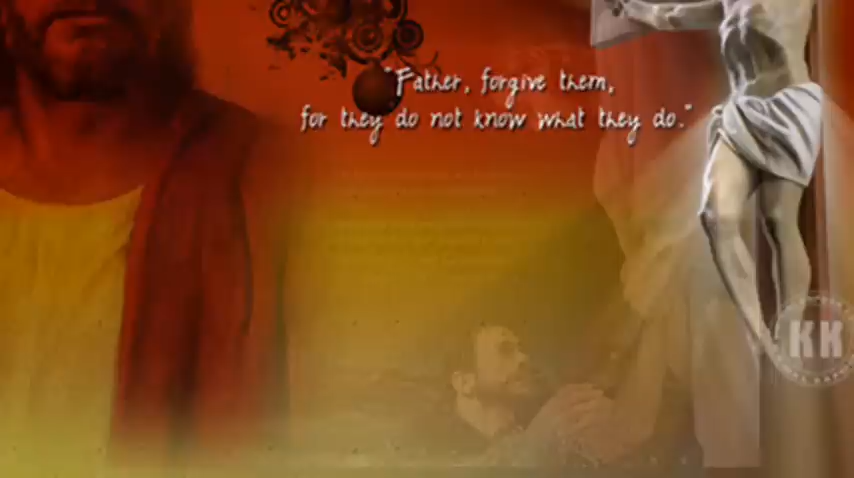 "Father, forgive them,
for they do not know what they do."
KK